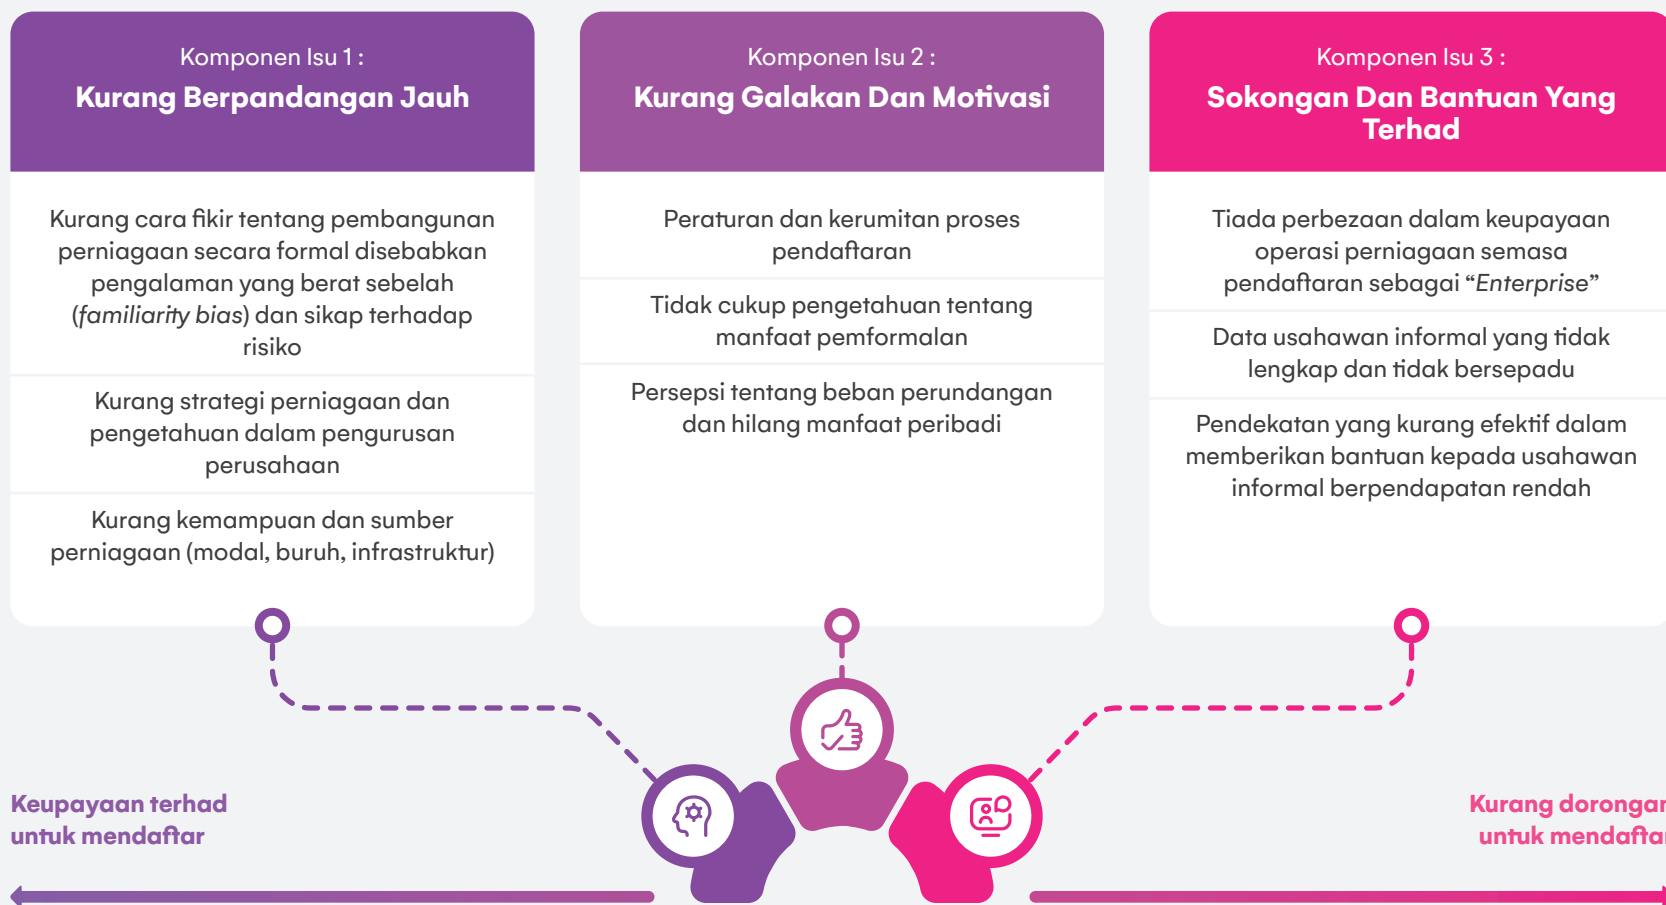 Komponen Isu 1 :
Kurang Berpandangan Jauh
Kurang cara fikir tentang pembangunan
perniagaan secara formal disebabkan
pengalaman yang berat sebelah
(familiarity bias) dan sikap terhadap
risiko
Kurang strategi perniagaan dan
pengetahuan dalam pengurusan
perusahaan
Kurang kemampuan dan sumber
perniagaan (modal, buruh, infrastruktur)
Komponen Isu 2 :
Kurang Galakan Dan Motivasi
Peraturan dan kerumitan proses
pendaftaran
Tidak cukup pengetahuan tentang
manfaat pemformalan
Persepsi tentang beban perundangan
dan hilang manfaat peribadi
Komponen Isu 3 :
Sokongan Dan Bantuan Yang
Terhad
Tiada perbezaan dalam keupayaan
operasi perniagaan semasa
pendaftaran sebagai “Enterprise”
Data usahawan informal yang tidak
lengkap dan tidak bersepadu
Pendekatan yang kurang efektif dalam
memberikan bantuan kepada usahawan
informal berpendapatan rendah
Keupayaan terhad
untuk mendaftar
Kurang dorongan
untuk mendaftar